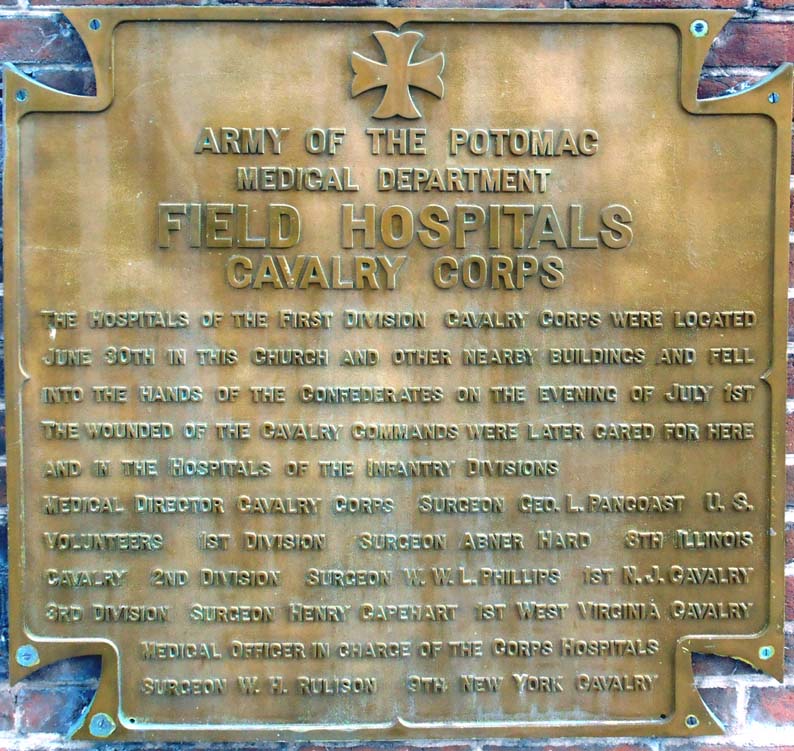 ARMY OF THE POTOMAC
MEDICAL DEPARTMENT
FIELD HOSPITALS
CAVALRY CORPS
THE HOSPITALS OF THE FIRST DIVISION CAVALRY CORPS WERE LOCATED
JUNE 30TH IN THIS CHURCH AND OTHER NEARBY BUILDINGS AND FELL
INTO THE HANDS OF THE CONFEDERATES ON THE EVENING OF JULY 1ST
THE WOUNDED OF THE CAVALRY COMMANDS WERE LATER CARED FOR HERE
AND IN THE HOSPITALS OF THE INFANTRY DIVISIONS
MEDICAL DIRECTOR CAVALRY CORPS SURGEON GEO. L. PANCOAST U. S.
VOLUNTEERS 1ST DIVISION SURGEON ABNER HARD 8TH ILLINOIS
CAVALRY 2ND DIVISION SURGEON W. W. L. PHILLIPS 1ST N. J. CAVALRY
3RD DIVISION SURGEON HENRY CAPEHART 1ST WEST VIRGINIA CAVALRY
MEDICAL OFFICER IN CHARGE OF THE CORPS HOSPITALS
SURGEON W. H. RULISON 9TH NEW YORK CAVALRY